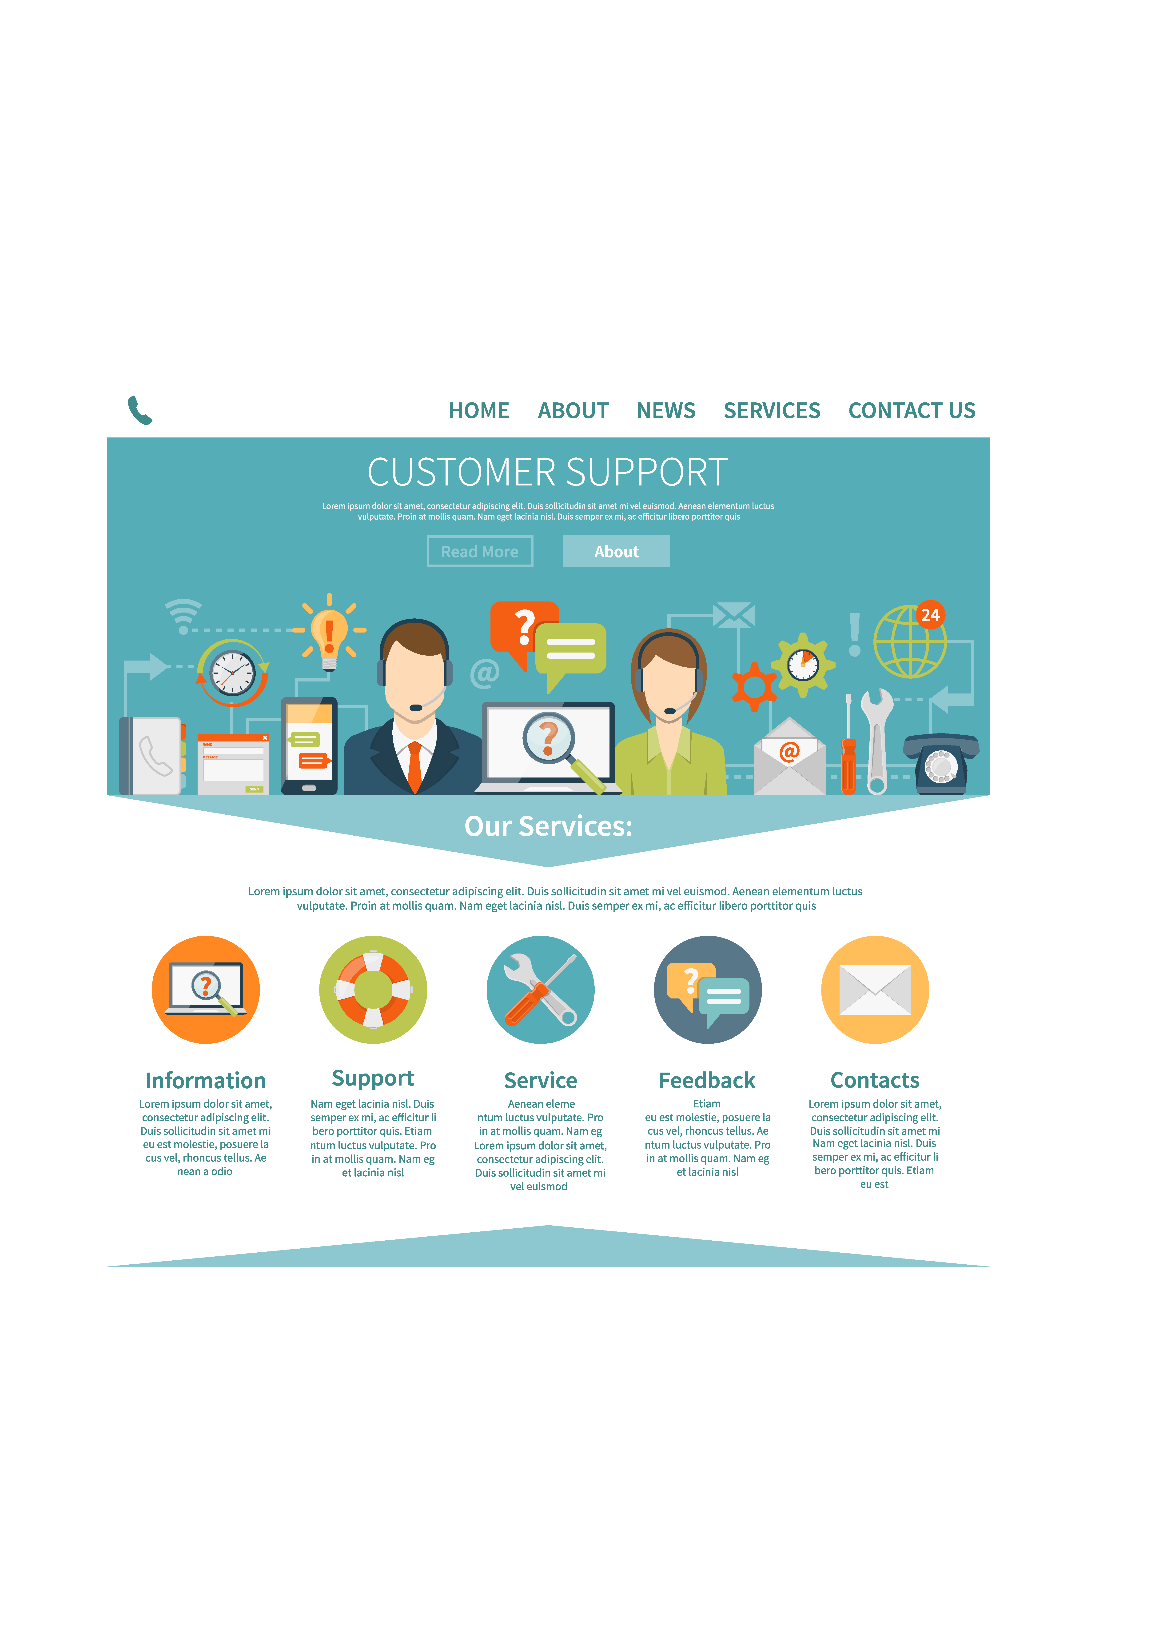 HOME ABOUT NEWS SERVICES CONTACT US
CUSTOMER SUPPORT
Lorem ipsum dolor sit amet, consectetur adipiscing elit. Duis sollicitudin sit amet mi vel euismod. Aenean elementum luctus
vulputate. Proin at mollis quam. Nam eget lacinia nisl. Duis semper ex mi, ac efficitur libero porttitor quis
Read More About
24
@
@
Our Services:
Lorem ipsum dolor sit amet, consectetur adipiscing elit. Duis sollicitudin sit amet mi vel euismod. Aenean elementum luctus
vulputate. Proin at mollis quam. Nam eget lacinia nisl. Duis semper ex mi, ac efficitur libero porttitor quis
Information
Lorem ipsum dolor sit amet,
consectetur adipiscing elit.
Duis sollicitudin sit amet mi
eu est molestie, posuere la
cus vel, rhoncus tellus. Ae
nean a odio
Support
Nam eget lacinia nisl. Duis
semper ex mi, ac efficitur li
bero porttitor quis. Etiam
ntum luctus vulputate. Pro
in at mollis quam. Nam eg
et lacinia nisl
Service
Aenean eleme
ntum luctus vulputate. Pro
in at mollis quam. Nam eg
Lorem ipsum dolor sit amet,
consectetur adipiscing elit.
Duis sollicitudin sit amet mi
vel euismod
Feedback
Etiam
eu est molestie, posuere la
cus vel, rhoncus tellus. Ae
ntum luctus vulputate. Pro
in at mollis quam. Nam eg
et lacinia nisl
Contacts
Lorem ipsum dolor sit amet,
consectetur adipiscing elit.
Duis sollicitudin sit amet mi
Nam eget lacinia nisl. Duis
semper ex mi, ac efficitur li
bero porttitor quis. Etiam
eu est